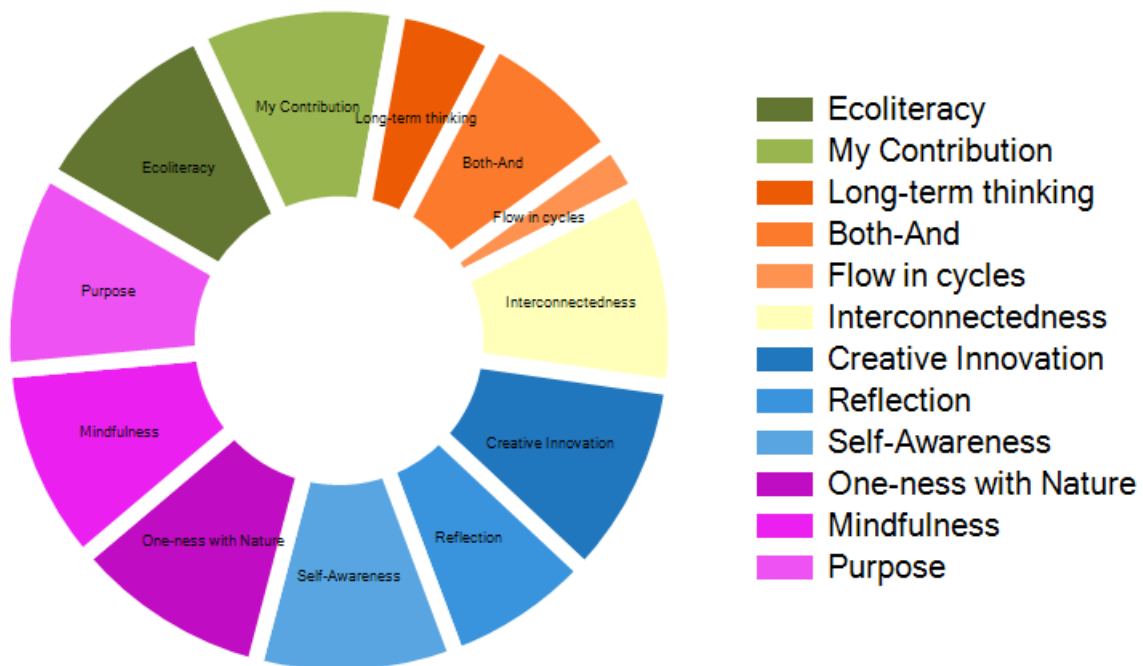 My Contribution
Long-term thinking
Both-And
Ecoliteracy
Flow in cycles
Purpose
Interconnectedness
Mindfulness
Creative Innovation
One-ness with Nature
Reflection
Self-Awareness
Ecoliteracy
My Contribution
Long-term thinking
Both-And
Flow in cycles
Interconnectedness
Creative Innovation
Reflection
Self-Awareness
One-ness with Nature
Mindfulness
Purpose